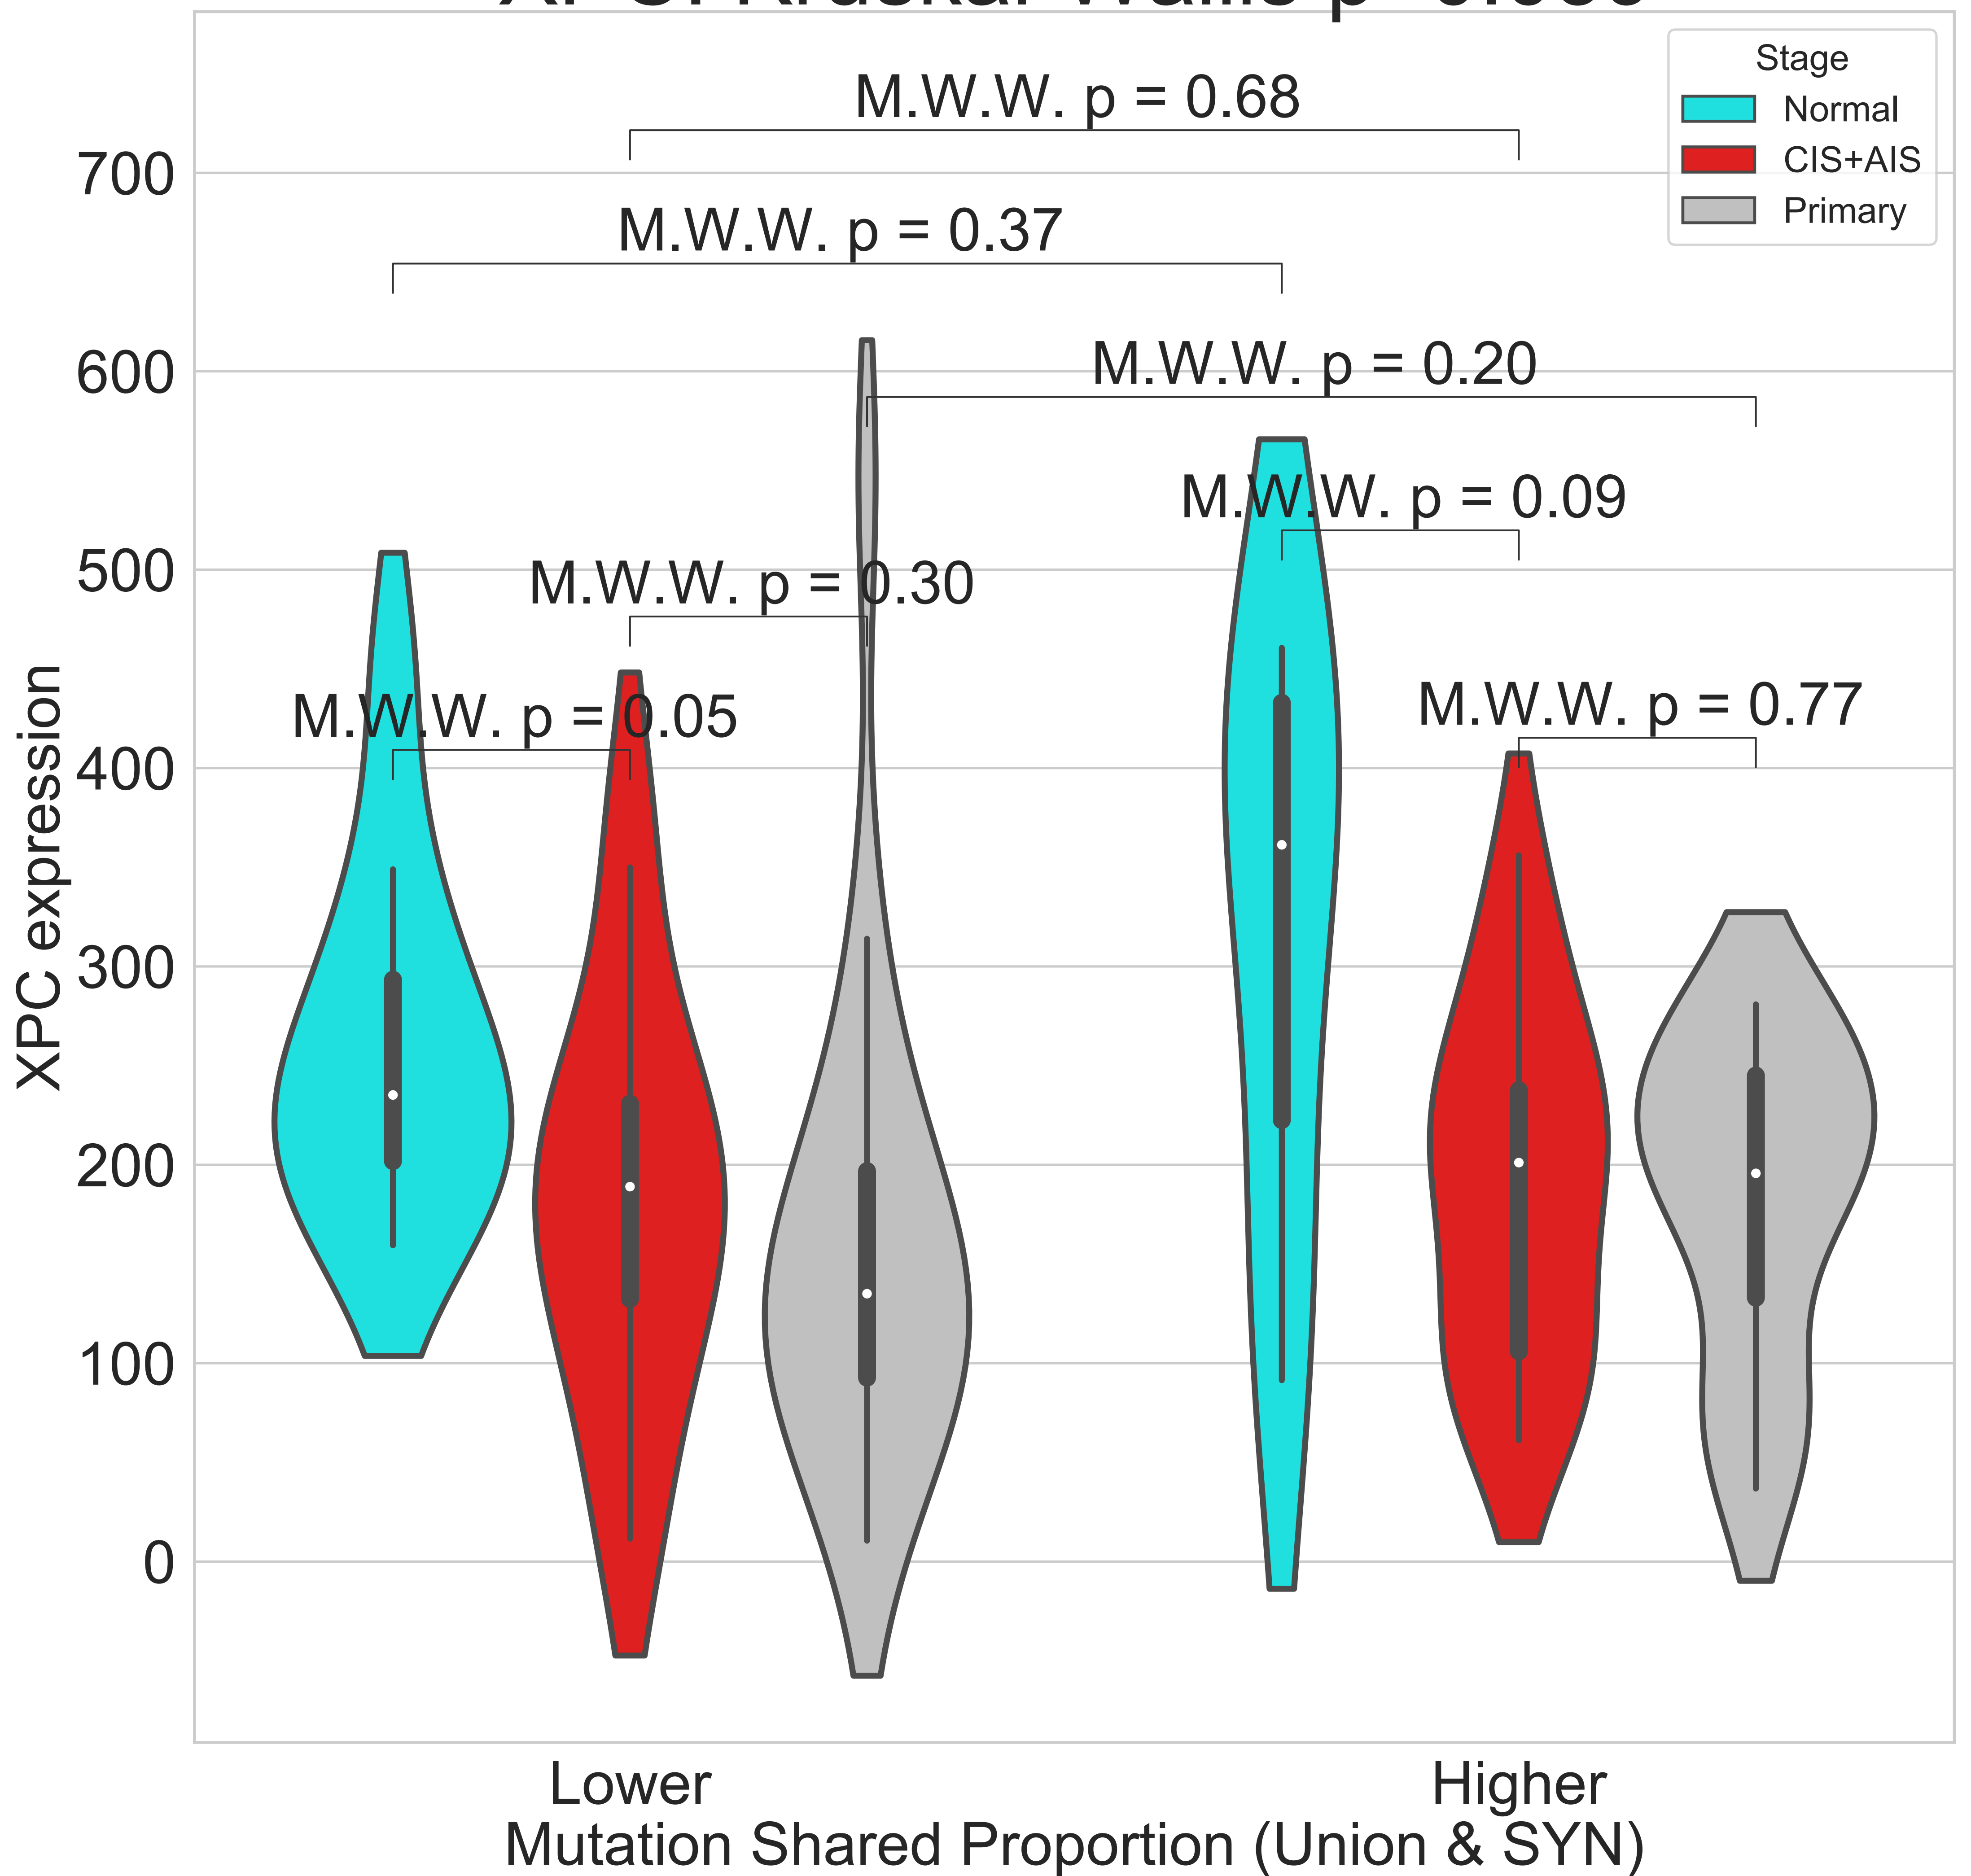 Stage
Normal
CIS+AIS
Primary
M.W.W. p = 0.68
M.W.W. p = 0.37
M.W.W. p = 0.20
M.W.W. p = 0.09
M.W.W. p = 0.30
M.W.W. p = 0.05
M.W.W. p = 0.77
700
600
500
400
300
200
100
0
XPC expression
Lower
Higher
Mutation Shared Proportion (Union & SYN)